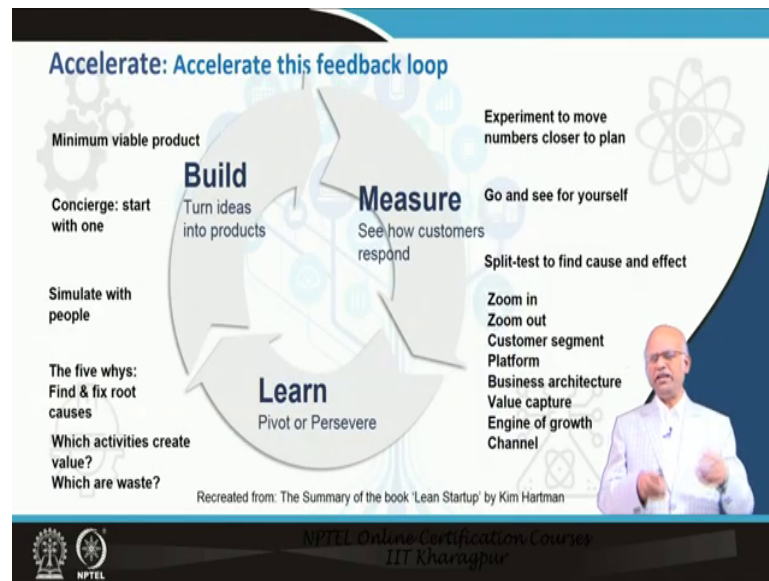 Accelerate: Accelerate this feedback loop
Minimum viable product
Concierge: start
with one
Simulate with
people
The five whys:
Find & fix root
causes
Which activities create
value?
Which are waste?
Build
Turn ideas
into products
Measure
See how customers
respond
Learn
Pivot or Persevere
Experiment to move
numbers closer to plan
Go and see for yourself
Split-test to find cause and effect
Zoom in
Zoom out
Customer segment
Platform
Business architecture
Value capture
Engine of growth
Channel
Recreated from: The Summary of the book ‘Lean Startup’ by Kim Hartman
NPTEL
NPTEL Online Certification Courses
IIT Kharagpur